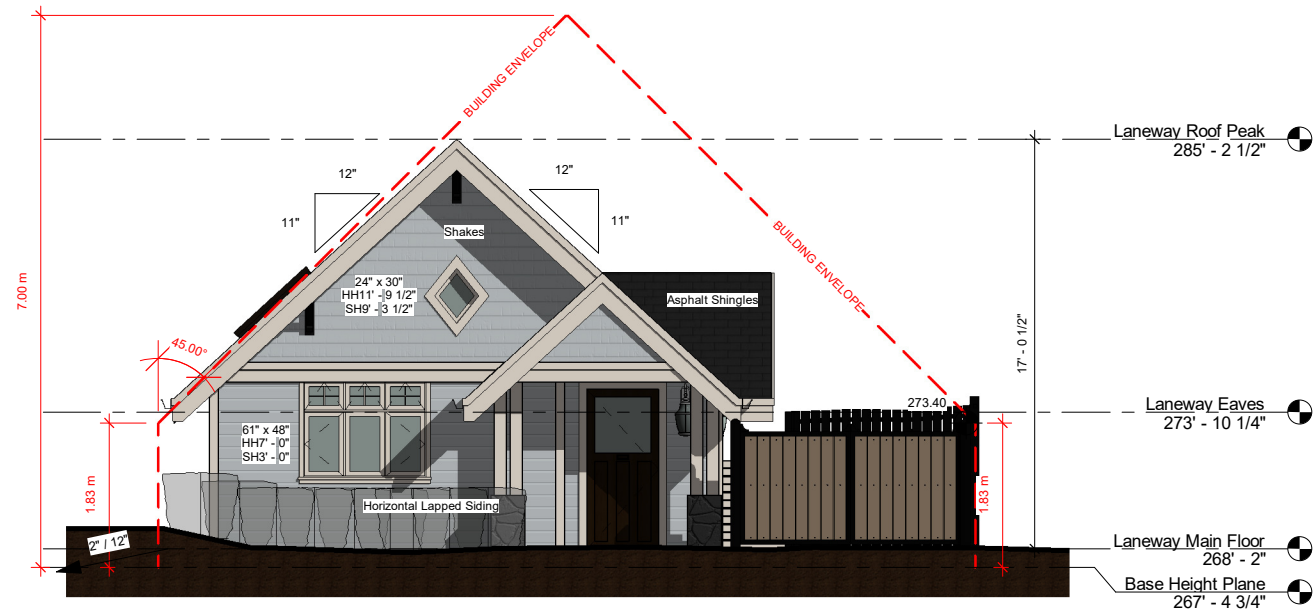 BUILDING ENVELOPE
Laneway Roof Peak
285' - 2 1/2"
12"
12"
11"
11"
Shakes
BUILDING ENVELOPE
24" x 30"
HH11' - 9 1/2"
SH9' - 3 1/2"
Asphalt Shingles
7.00 m
17' - 0 1/2"
45.00°
273.40
Laneway Eaves
273' - 10 1/4"
61" x 48"
HH7' - 0"
SH3' - 0"
1.83 m
Horizontal Lapped Siding
1.83 m
2" / 12"
Laneway Main Floor
268' - 2"
Base Height Plane
267' - 4 3/4"